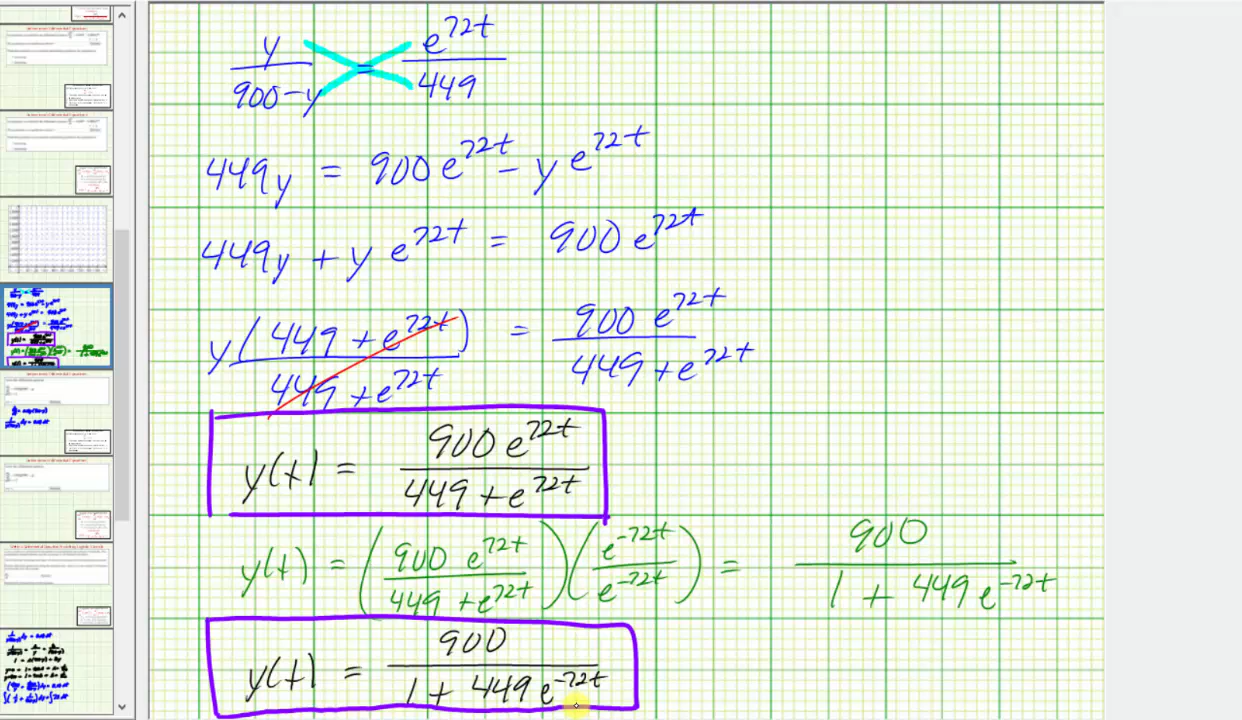 y/(900-y) = e^72t/449
449y = 900e^72t - ye^72t
449y + ye^72t = 900e^72t
y(449 + e^72t)/(449 + e^72t) = 900e^72t/(449 + e^72t)
y(t) = 900e^72t/(449 + e^72t)
y(t) = (900e^72t/(449 + e^72t))(e^-72t/e^-72t) = 900/(1 + 449e^-72t)
y(t) = 900/(1 + 449e^-72t)